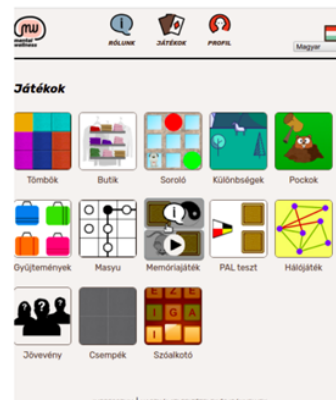 mw
mental
wellness
RÓLUNK
JÁTÉKOK
PROFIL
Magyar
Játékok
Tömbök
Butik
Soroló
Különbségek
Pockok
Gyűjtemények
Masyu
Memóriajáték
PAL teszt
Hálójáték
Jövevény
Csempék
Szóalkotó
E Z E
I G A
I